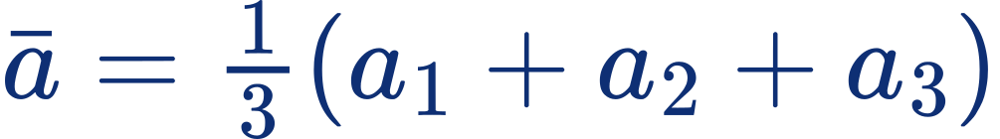 ā = 1/3 (a₁ + a₂ + a₃)